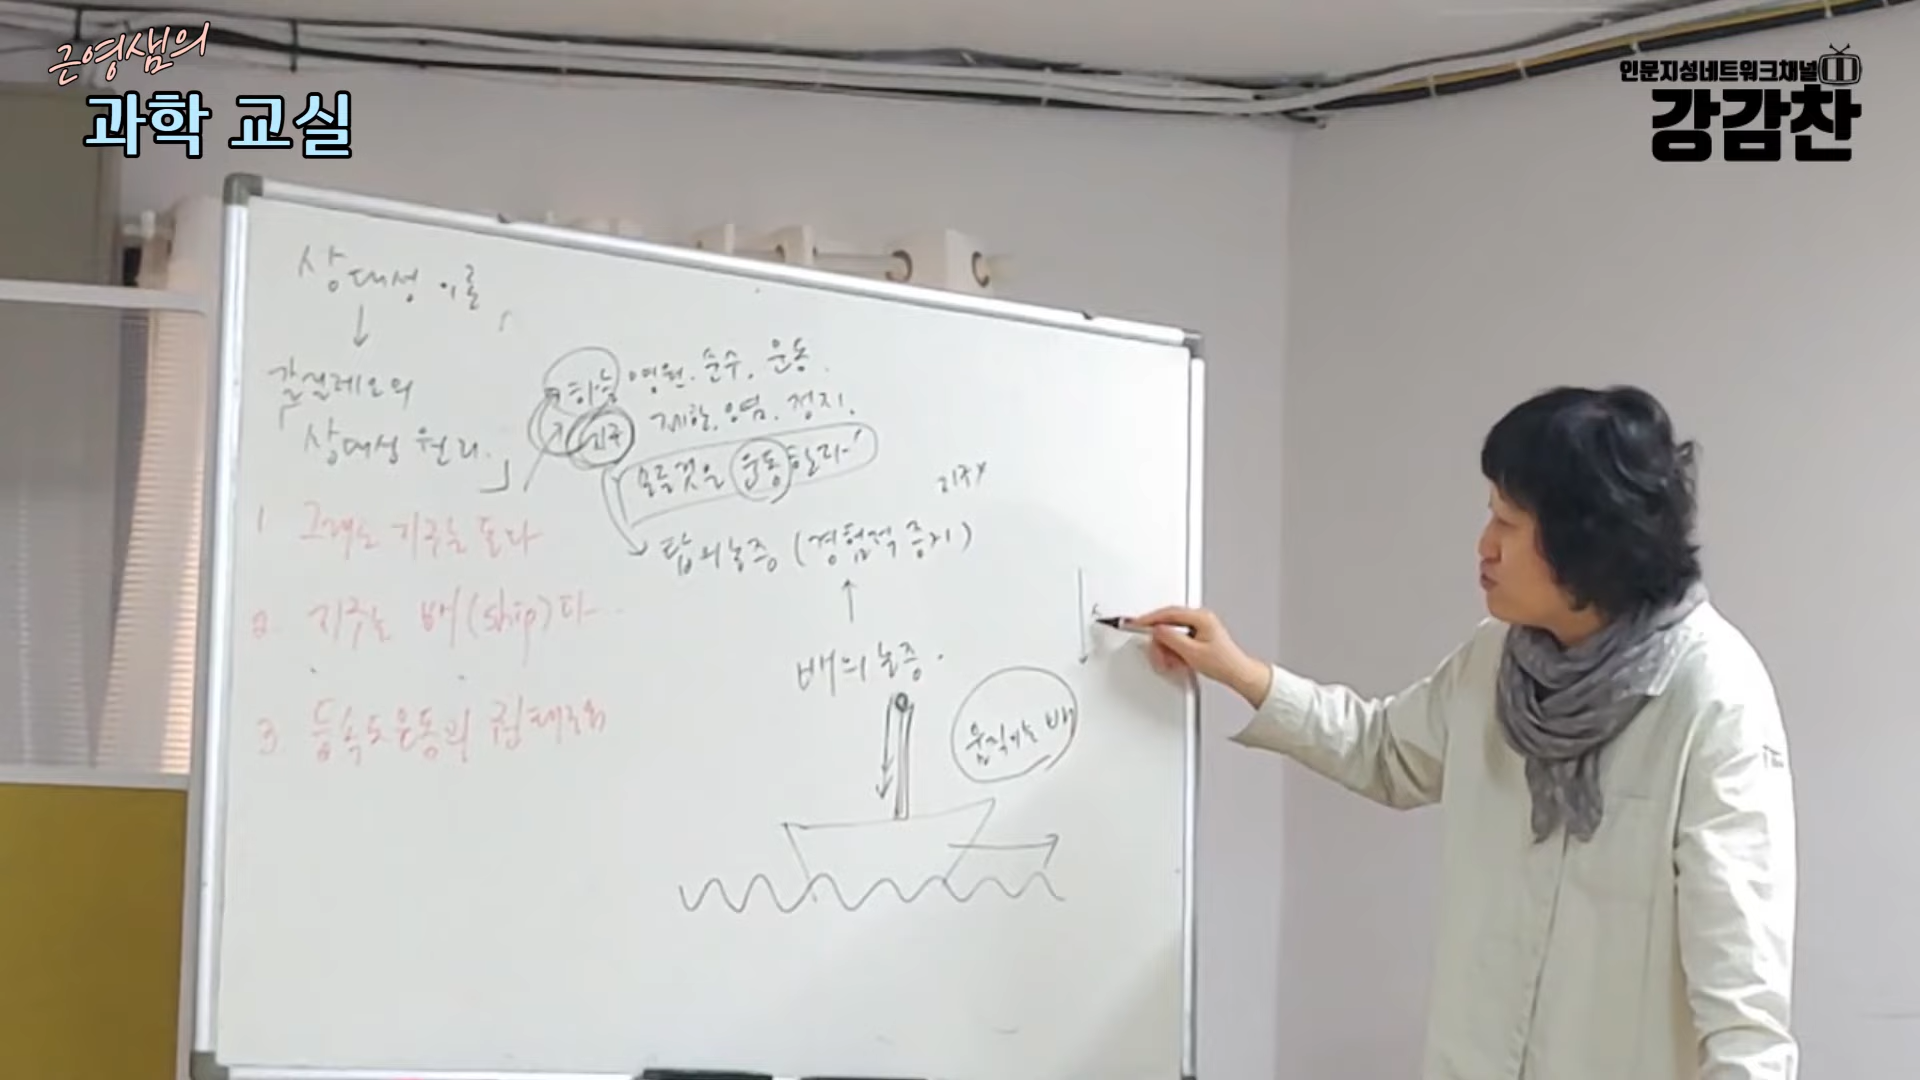 근영쌤의
과학 교실
인문지성네트워크채널
강감찬
상대성 이론
갈릴레오의
상대성 원리
하늘 영원. 순수. 운동.
지구 제한. 오염. 정지.
모든것은 운동한다
1 그래도 지구는 돈다
탑의 논증 (경험적 증거)
2. 지구는 배(ship)다
배의 논증.
3. 등속도운동과
움직이는 배